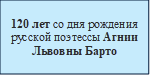 120 лет со дня рождения
русской поэтессы Агнии
Львовны Барто